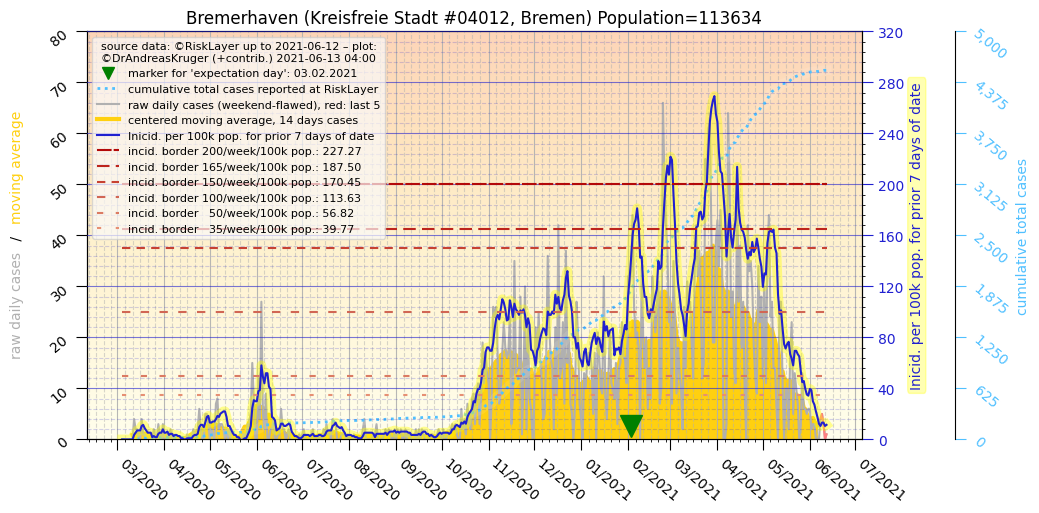 Bremerhaven (Kreisfreie Stadt #04012, Bremen) Population=113634
source data: ©RiskLayer up to 2021-06-12 – plot:
©DrAndreasKruger (+contrib.) 2021-06-13 04:00
marker for 'expectation day': 03.02.2021
cumulative total cases reported at RiskLayer
raw daily cases (weekend-flawed), red: last 5
centered moving average, 14 days cases
Inicid. per 100k pop. for prior 7 days of date
incid. border 200/week/100k pop.: 227.27
incid. border 165/week/100k pop.: 187.50
incid. border 150/week/100k pop.: 170.45
incid. border 100/week/100k pop.: 113.63
incid. border 50/week/100k pop.: 56.82
incid. border 35/week/100k pop.: 39.77
raw daily cases / moving average
80
70
60
50
40
30
20
10
0
03/2020
04/2020
05/2020
06/2020
07/2020
08/2020
09/2020
10/2020
11/2020
12/2020
01/2021
02/2021
03/2021
04/2021
05/2021
06/2021
07/2021
320
280
240
200
160
120
80
40
0
Inicid. per 100k pop. for prior 7 days of date
5,000
4,375
3,750
3,125
2,500
1,875
1,250
625
0
cumulative total cases